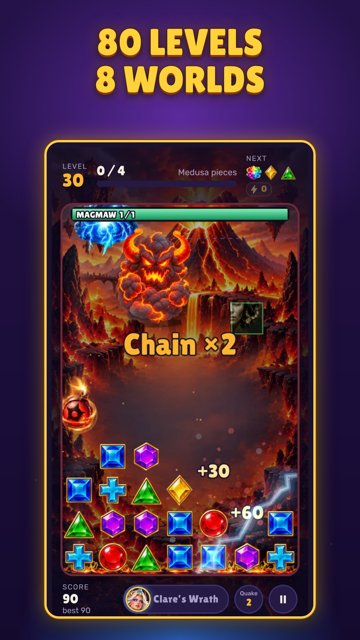 80 LEVELS
8 WORLDS
LEVEL
30
0 / 4
Medusa pieces
NEXT
0
MAGMAW 1/1
Chain ×2
+30
+60
SCORE
90
best 90
Clare's Wrath
Quake
2